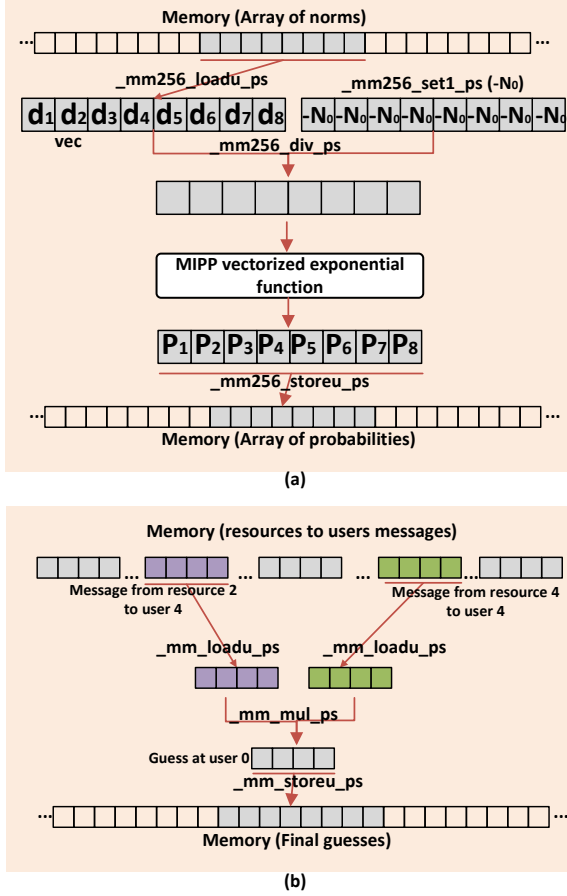 Memory (Array of norms)
... ...
_mm256_loadu_ps
_mm256_set1_ps (-N₀)
d₁ d₂ d₃ d₄ d₅ d₆ d₇ d₈
-N₀ -N₀ -N₀ -N₀ -N₀ -N₀ -N₀ -N₀
vec
_mm256_div_ps
MIPP vectorized exponential
function
P₁ P₂ P₃ P₄ P₅ P₆ P₇ P₈
_mm256_storeu_ps
... ...
Memory (Array of probabilities)
(a)
Memory (resources to users messages)
... ... ... ...
Message from resource 2
to user 4
Message from resource 4
to user 4
_mm_loadu_ps
_mm_loadu_ps
_mm_mul_ps
Guess at user 0
_mm_storeu_ps
... ...
Memory (Final guesses)
(b)